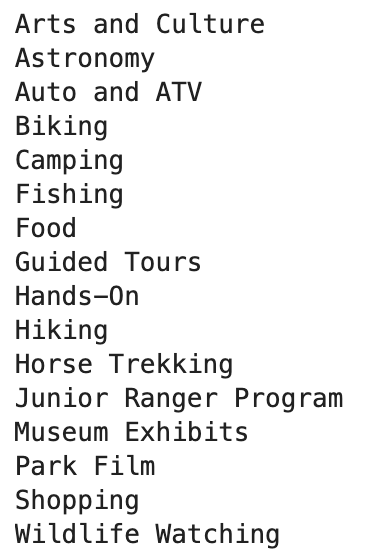 Arts and Culture
Astronomy
Auto and ATV
Biking
Camping
Fishing
Food
Guided Tours
Hands-On
Hiking
Horse Trekking
Junior Ranger Program
Museum Exhibits
Park Film
Shopping
Wildlife Watching